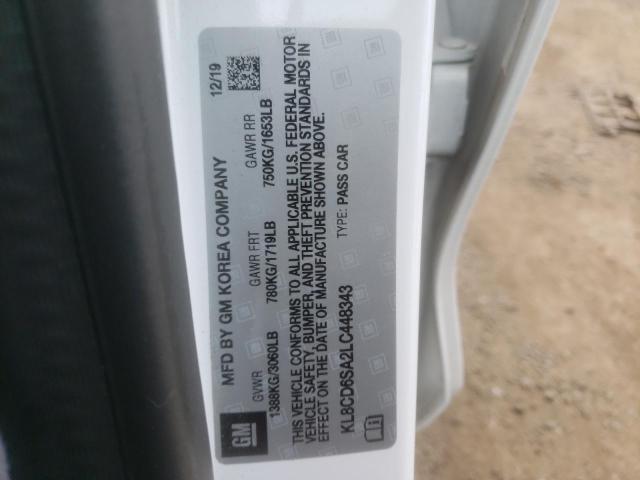 GM
MFD BY GM KOREA COMPANY
12/19
GVWR GAWR FRT GAWR RR
1388KG/3060LB 780KG/1719LB 750KG/1653LB
THIS VEHICLE CONFORMS TO ALL APPLICABLE U.S. FEDERAL MOTOR
VEHICLE SAFETY, BUMPER, AND THEFT PREVENTION STANDARDS IN
EFFECT ON THE DATE OF MANUFACTURE SHOWN ABOVE.
KL8CD6SA2LC448343 TYPE: PASS CAR